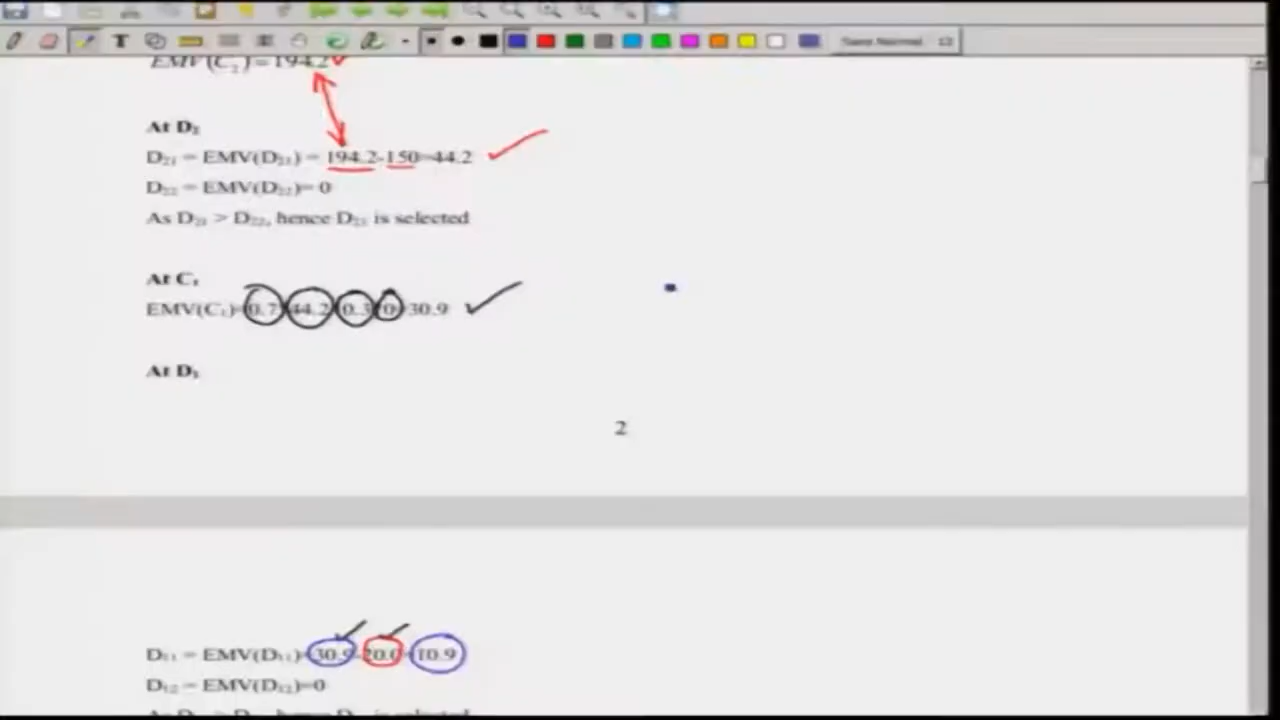 EMV(C₂) = 194.2
At D₂
D₂₁ = EMV(D₂₁) = 194.2-150=44.2
D₂₂ = EMV(D₂₂)= 0
As D₂₁ > D₂₂, hence D₂₁ is selected
At C₁
EMV(C₁)=0.7*44.2+0.3*0=30.9
At D₁
2
D₁₁ = EMV(D₁₁)=30.9-20.0=10.9
D₁₂ = EMV(D₁₂)=0